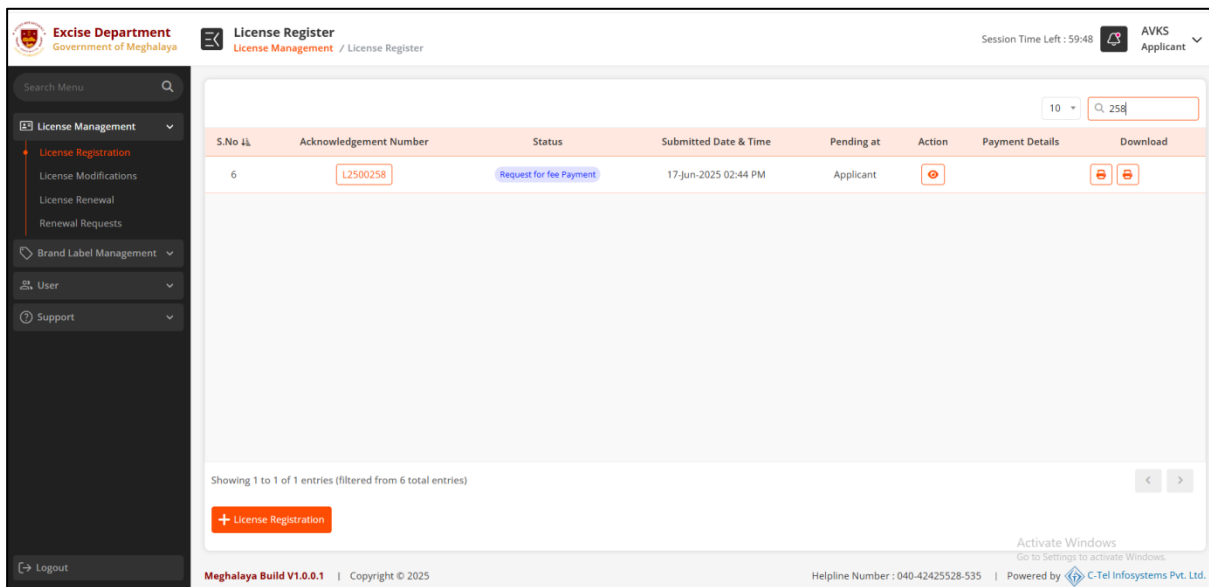 Excise Department
Government of Meghalaya
License Register
License Management / License Register
Session Time Left : 59:48
AVKS
Applicant
Search Menu
License Management
License Registration
License Modifications
License Renewal
Renewal Requests
Brand Label Management
User
Support
Logout
10
258
S.No Acknowledgement Number Status Submitted Date & Time Pending at Action Payment Details Download
6 L2500258 Request for fee Payment 17-Jun-2025 02:44 PM Applicant
Showing 1 to 1 of 1 entries (filtered from 6 total entries)
< >
+ License Registration
Activate Windows
Go to Settings to activate Windows.
Meghalaya Build V1.0.0.1 | Copyright © 2025
Helpline Number : 040-42425528-535 | Powered by C-Tel Infosystems Pvt. Ltd.